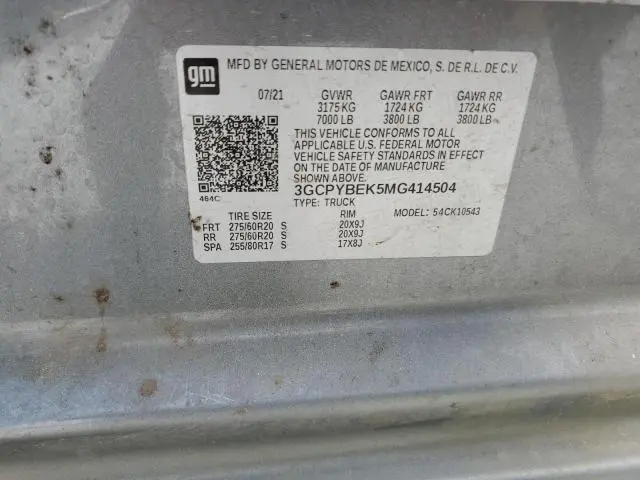 gm
MFD BY GENERAL MOTORS DE MEXICO, S. DE R.L. DE C.V.
07/21 GVWR GAWR FRT GAWR RR
3175 KG 1724 KG 1724 KG
7000 LB 3800 LB 3800 LB
THIS VEHICLE CONFORMS TO ALL
APPLICABLE U.S. FEDERAL MOTOR
VEHICLE SAFETY STANDARDS IN EFFECT
ON THE DATE OF MANUFACTURE
SHOWN ABOVE.
464C 3GCPYBEK5MG414504
TYPE: TRUCK
TIRE SIZE RIM MODEL: 54CK10543
FRT 275/60R20 S 20X9J
RR 275/60R20 S 20X9J
SPA 255/80R17 S 17X8J